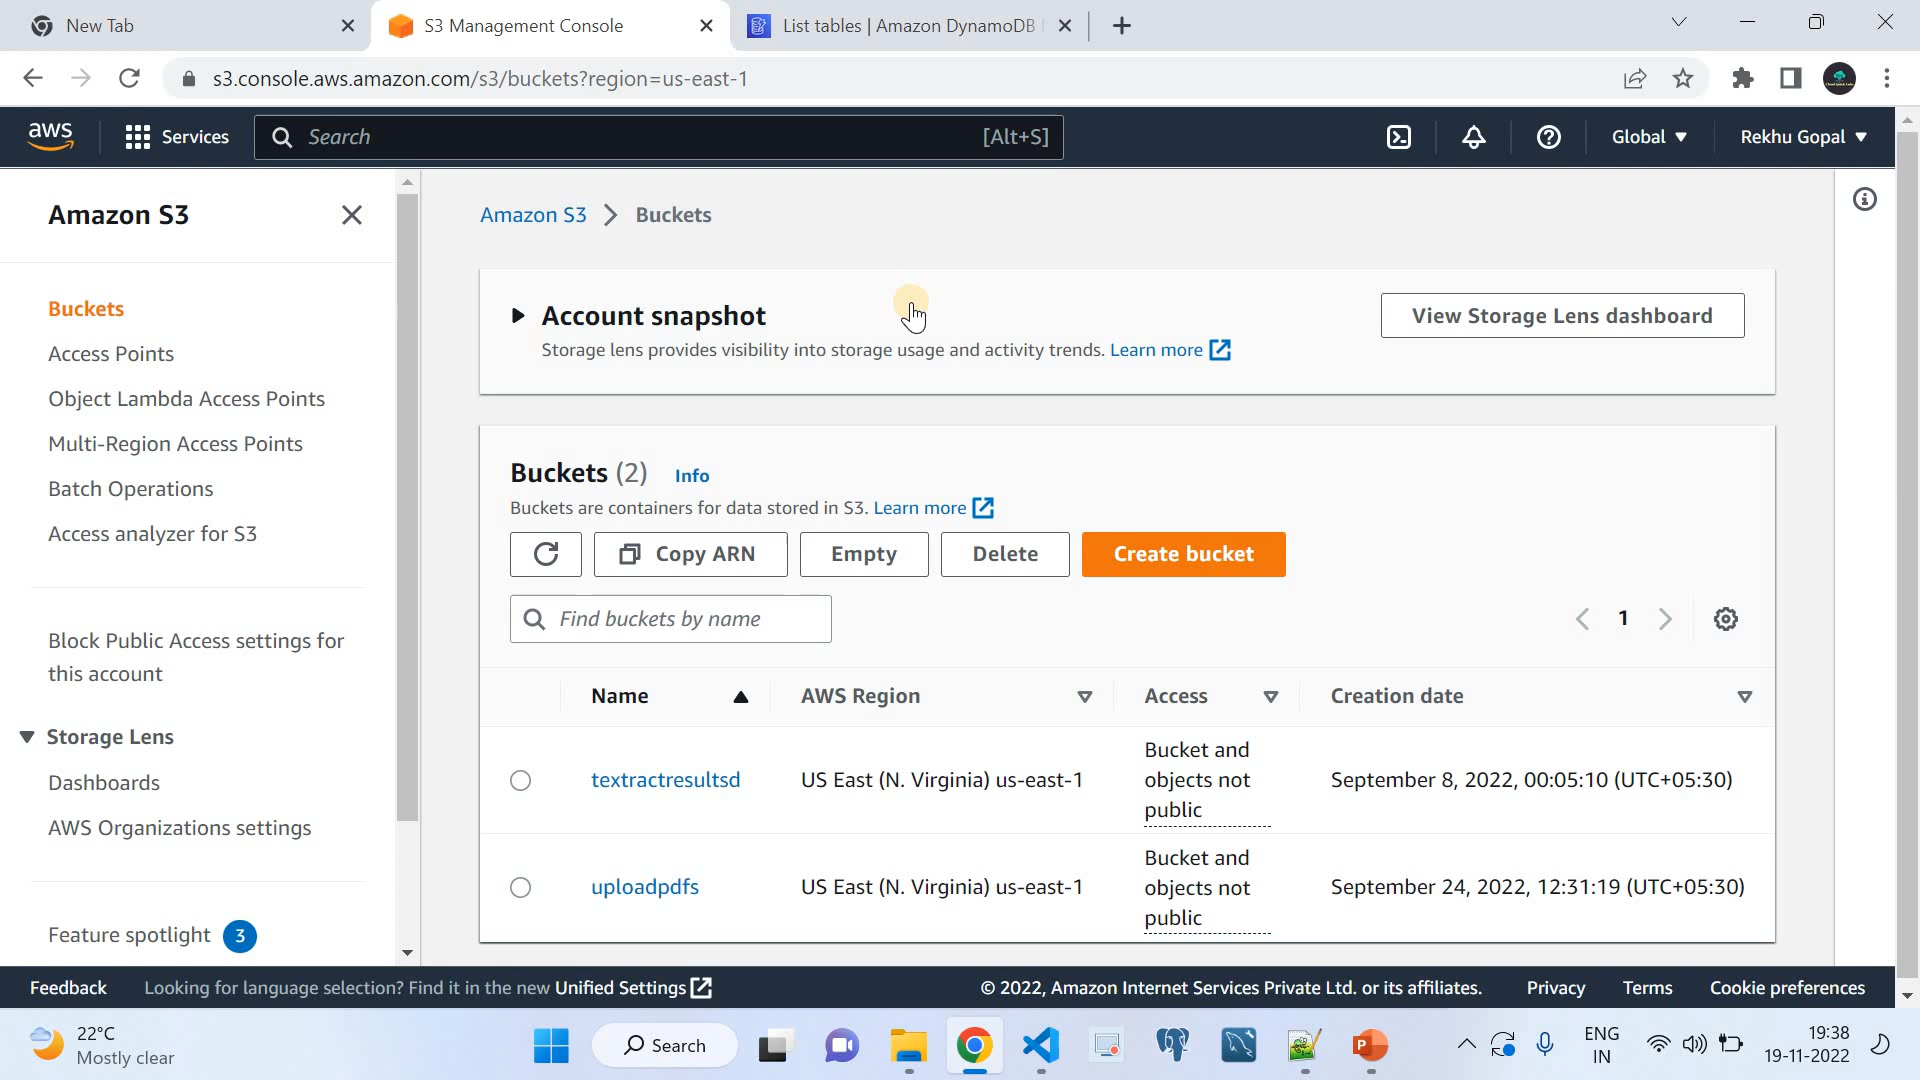 New Tab
S3 Management Console
List tables | Amazon DynamoDB
s3.console.aws.amazon.com/s3/buckets?region=us-east-1
aws
Services
Search
[Alt+S]
Global
Rekhu Gopal
Amazon S3
Buckets
Access Points
Object Lambda Access Points
Multi-Region Access Points
Batch Operations
Access analyzer for S3
Block Public Access settings for
this account
Storage Lens
Dashboards
AWS Organizations settings
Feature spotlight 3
Amazon S3 > Buckets
Account snapshot
Storage lens provides visibility into storage usage and activity trends. Learn more
View Storage Lens dashboard
Buckets (2) Info
Buckets are containers for data stored in S3. Learn more
Copy ARN
Empty
Delete
Create bucket
Find buckets by name
1
Name
AWS Region
Access
Creation date
textractresultsd
US East (N. Virginia) us-east-1
Bucket and
objects not
public
September 8, 2022, 00:05:10 (UTC+05:30)
uploadpdfs
US East (N. Virginia) us-east-1
Bucket and
objects not
public
September 24, 2022, 12:31:19 (UTC+05:30)
Feedback
Looking for language selection? Find it in the new Unified Settings
© 2022, Amazon Internet Services Private Ltd. or its affiliates.
Privacy
Terms
Cookie preferences
22°C
Mostly clear
Search
ENG
IN
19:38
19-11-2022